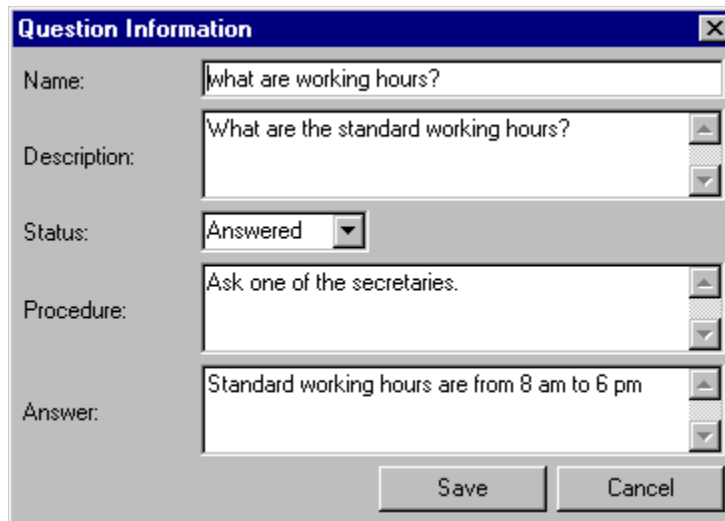 Question Information
Name: what are working hours?
Description: What are the standard working hours?
Status: Answered
Procedure: Ask one of the secretaries.
Answer: Standard working hours are from 8 am to 6 pm
Save Cancel